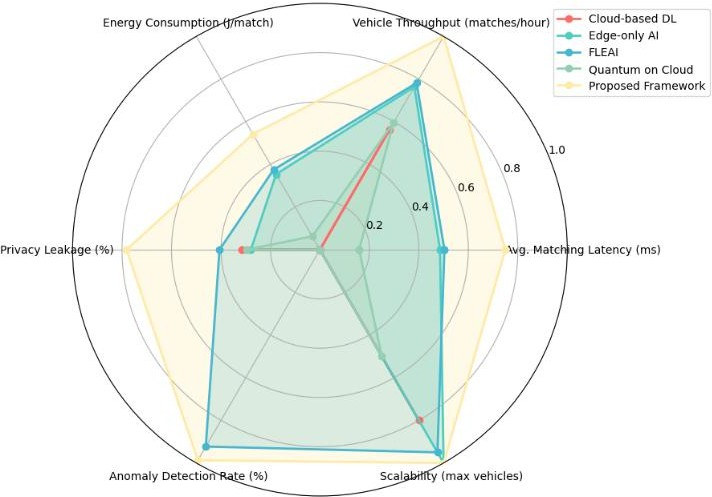 Energy Consumption (J/match)
Vehicle Throughput (matches/hour)
Cloud-based DL
Edge-only AI
FLEAI
Quantum on Cloud
Proposed Framework
1.0
0.8
0.6
0.4
0.2
Privacy Leakage (%)
Avg. Matching Latency (ms)
Anomaly Detection Rate (%)
Scalability (max vehicles)